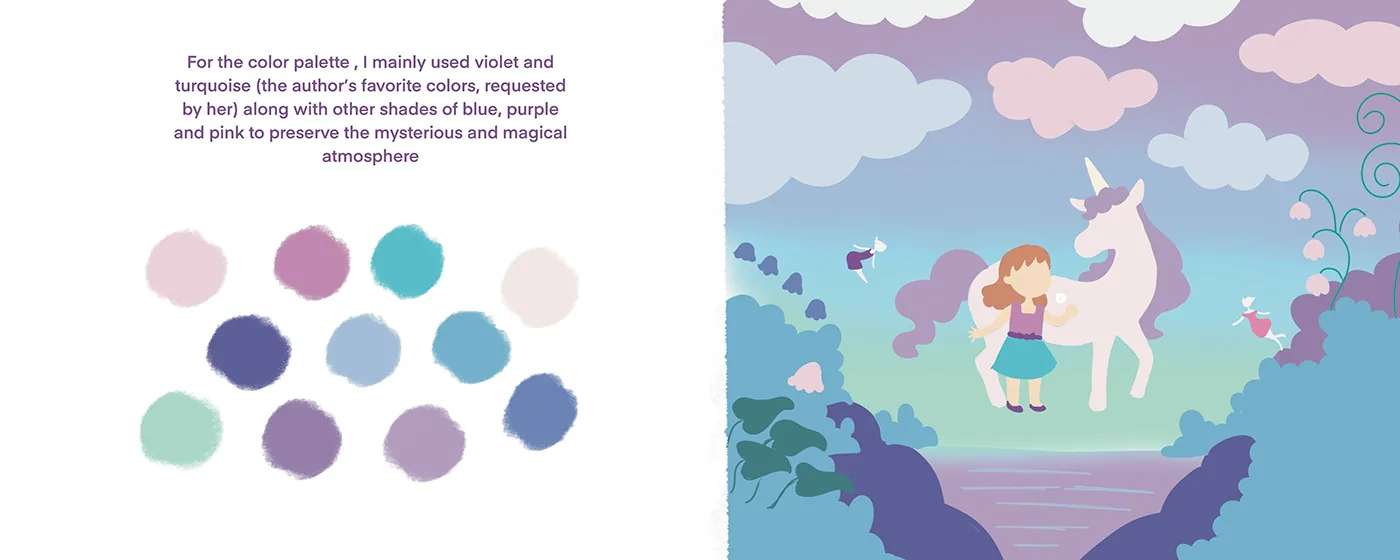 For the color palette , I mainly used violet and
turquoise (the author's favorite colors, requested
by her) along with other shades of blue, purple
and pink to preserve the mysterious and magical
atmosphere